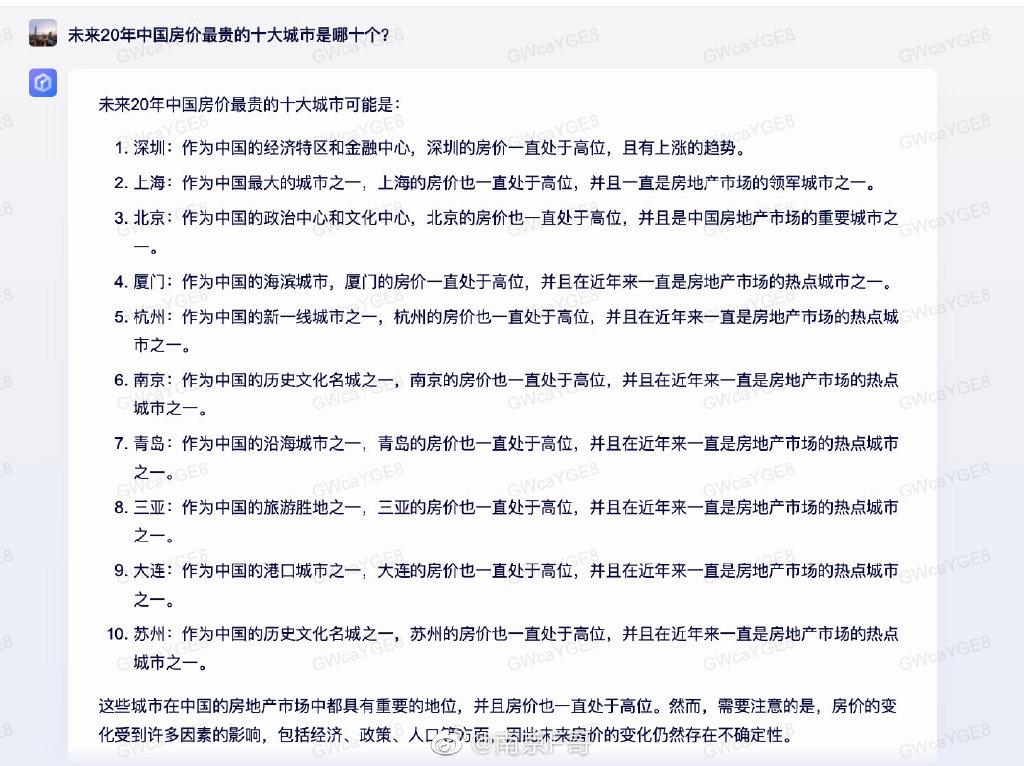 未来20年中国房价最贵的十大城市是哪十个？
未来20年中国房价最贵的十大城市可能是：
1. 深圳：作为中国的经济特区和金融中心，深圳的房价一直处于高位，且有上涨的趋势。
2. 上海：作为中国最大的城市之一，上海的房价也一直处于高位，并且一直是房地产市场的领军城市之一。
3. 北京：作为中国的政治中心和文化中心，北京的房价也一直处于高位，并且是中国房地产市场的重要城市之
一。
4. 厦门：作为中国的海滨城市，厦门的房价一直处于高位，并且在近年来一直是房地产市场的热点城市之一。
5. 杭州：作为中国的新一线城市之一，杭州的房价也一直处于高位，并且在近年来一直是房地产市场的热点城
市之一。
6. 南京：作为中国的历史文化名城之一，南京的房价也一直处于高位，并且在近年来一直是房地产市场的热点
城市之一。
7. 青岛：作为中国的沿海城市之一，青岛的房价也一直处于高位，并且在近年来一直是房地产市场的热点城市
之一。
8. 三亚：作为中国的旅游胜地之一，三亚的房价也一直处于高位，并且在近年来一直是房地产市场的热点城市
之一。
9. 大连：作为中国的港口城市之一，大连的房价也一直处于高位，并且在近年来一直是房地产市场的热点城市
之一。
10. 苏州：作为中国的历史文化名城之一，苏州的房价也一直处于高位，并且在近年来一直是房地产市场的热点
城市之一。
这些城市在中国的房地产市场中都具有重要的地位，并且房价也一直处于高位。然而，需要注意的是，房价的变
化受到许多因素的影响，包括经济、政策、人口等方面，因此未来房价的变化仍然存在不确定性。
@南京F哥
GWcaYGE8